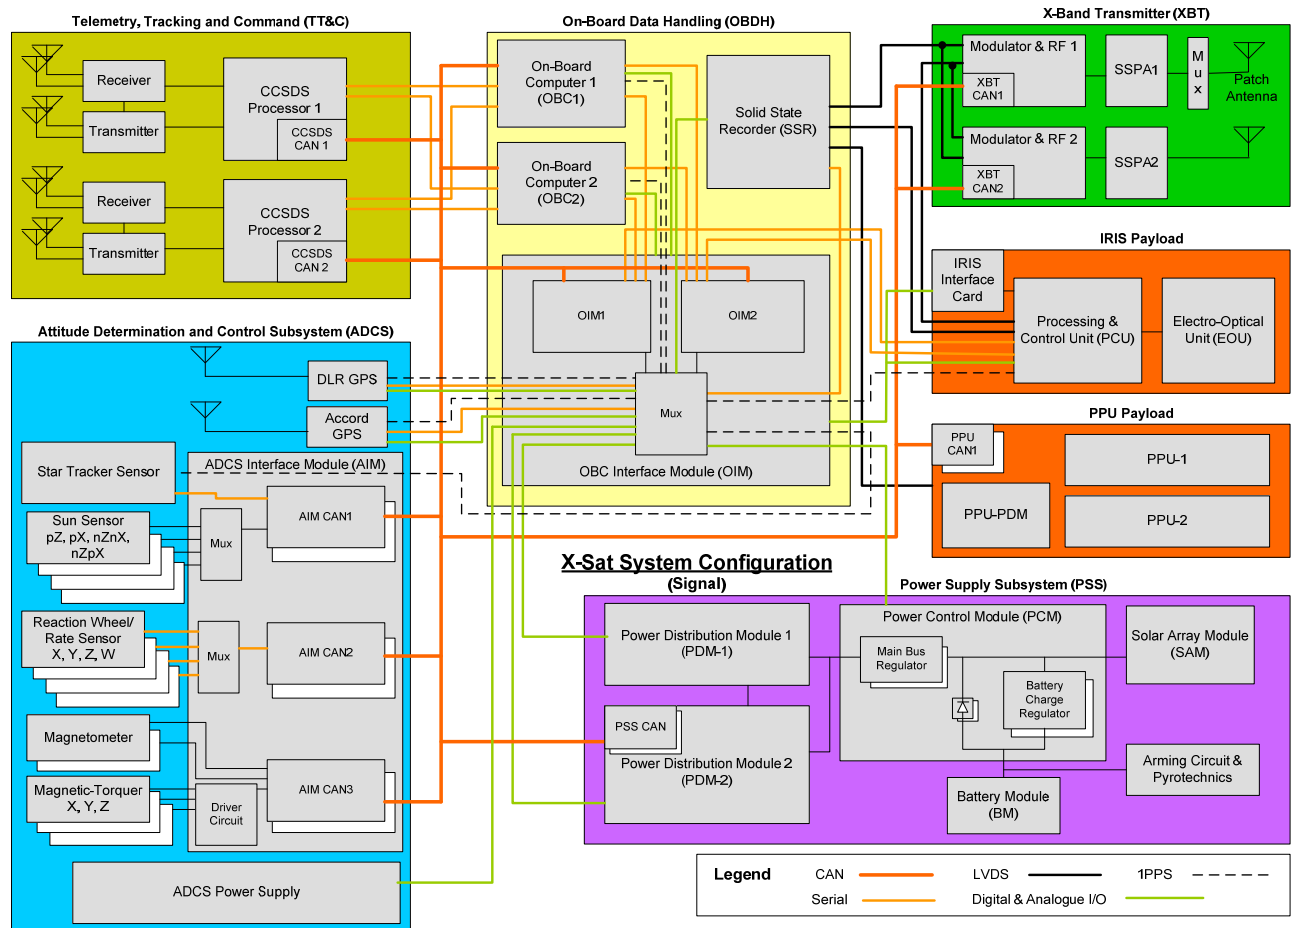 Telemetry, Tracking and Command (TT&C)
Receiver
Transmitter
CCSDS
Processor 1
CCSDS
CAN 1
Receiver
Transmitter
CCSDS
Processor 2
CCSDS
CAN 2
On-Board Data Handling (OBDH)
On-Board
Computer 1
(OBC1)
On-Board
Computer 2
(OBC2)
Solid State
Recorder (SSR)
OIM1
OIM2
Mux
OBC Interface Module (OIM)
X-Band Transmitter (XBT)
Modulator & RF 1
XBT
CAN1
SSPA1
M
u
x
Patch
Antenna
Modulator & RF 2
XBT
CAN2
SSPA2
IRIS Payload
IRIS
Interface
Card
Processing &
Control Unit (PCU)
Electro-Optical
Unit (EOU)
PPU Payload
PPU
CAN1
PPU-1
PPU-PDM
PPU-2
Attitude Determination and Control Subsystem (ADCS)
DLR GPS
Accord
GPS
Star Tracker Sensor
ADCS Interface Module (AIM)
Sun Sensor
pZ, pX, nZnX,
nZpX
Mux
AIM CAN1
Reaction Wheel/
Rate Sensor
X, Y, Z, W
Mux
AIM CAN2
Magnetometer
Magnetic-Torquer
X, Y, Z
Driver
Circuit
AIM CAN3
ADCS Power Supply
X-Sat System Configuration
(Signal)
Power Supply Subsystem (PSS)
Power Distribution Module 1
(PDM-1)
PSS CAN
Power Distribution Module 2
(PDM-2)
Power Control Module (PCM)
Main Bus
Regulator
Battery
Charge
Regulator
Solar Array Module
(SAM)
Arming Circuit &
Pyrotechnics
Battery Module
(BM)
Legend
CAN
LVDS
1PPS
Serial
Digital & Analogue I/O